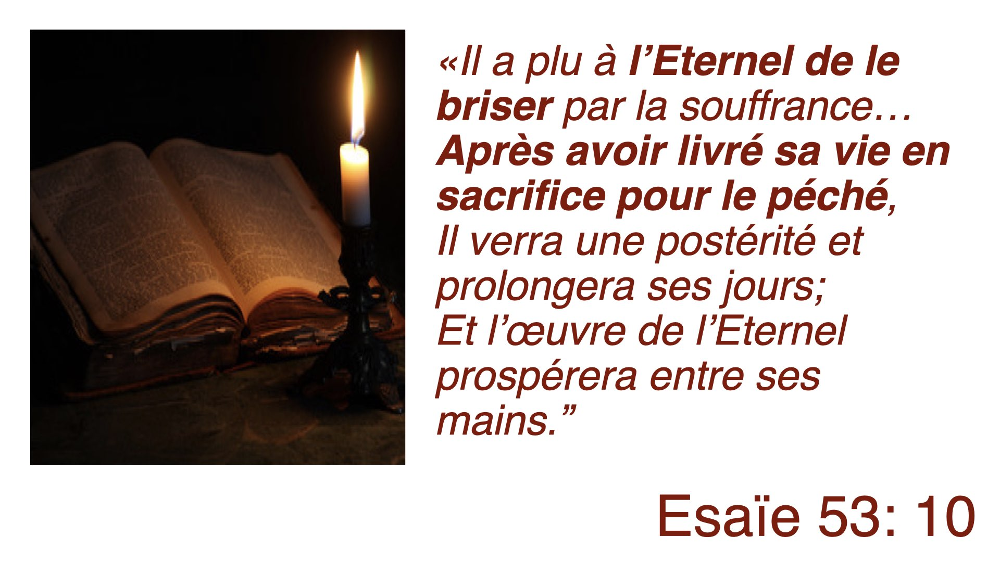 «Il a plu à l’Eternel de le
briser par la souffrance…
Après avoir livré sa vie en
sacrifice pour le péché,
Il verra une postérité et
prolongera ses jours;
Et l’œuvre de l’Eternel
prospérera entre ses
mains.”
Esaïe 53: 10